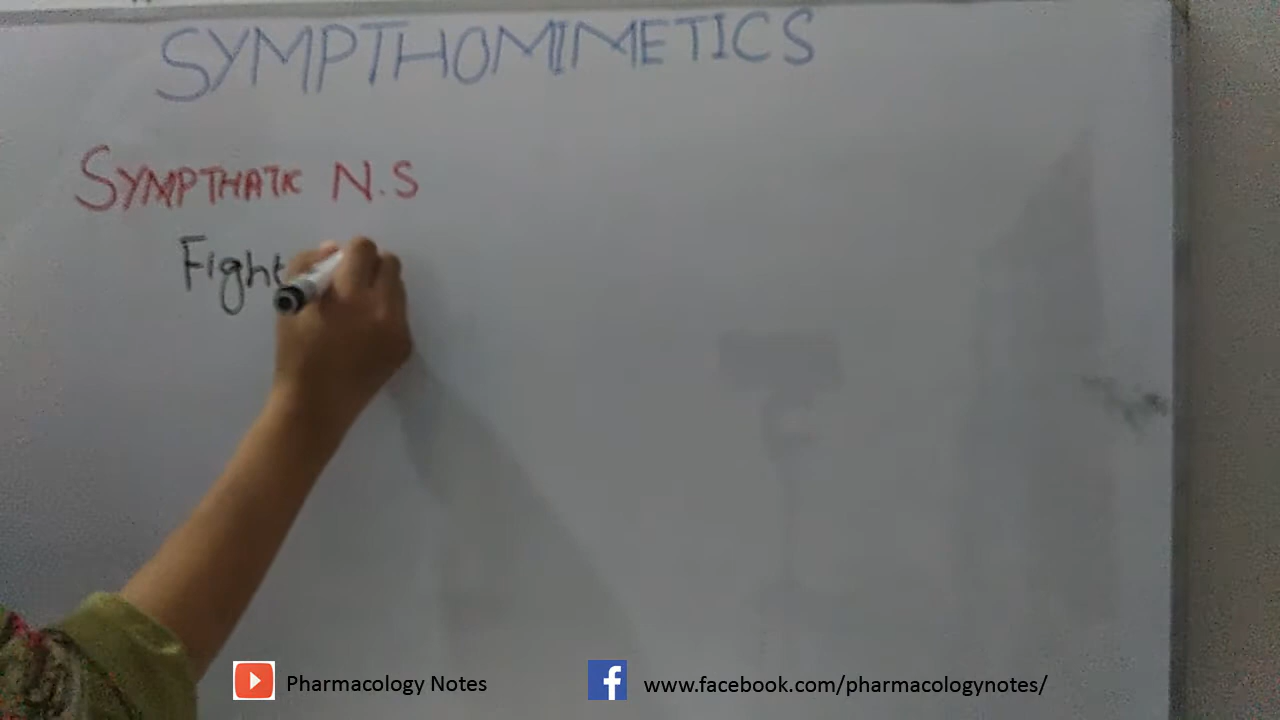 SYMPTHOMIMETICS
SYMPTHATIC N.S
Fight
Pharmacology Notes
www.facebook.com/pharmacologynotes/